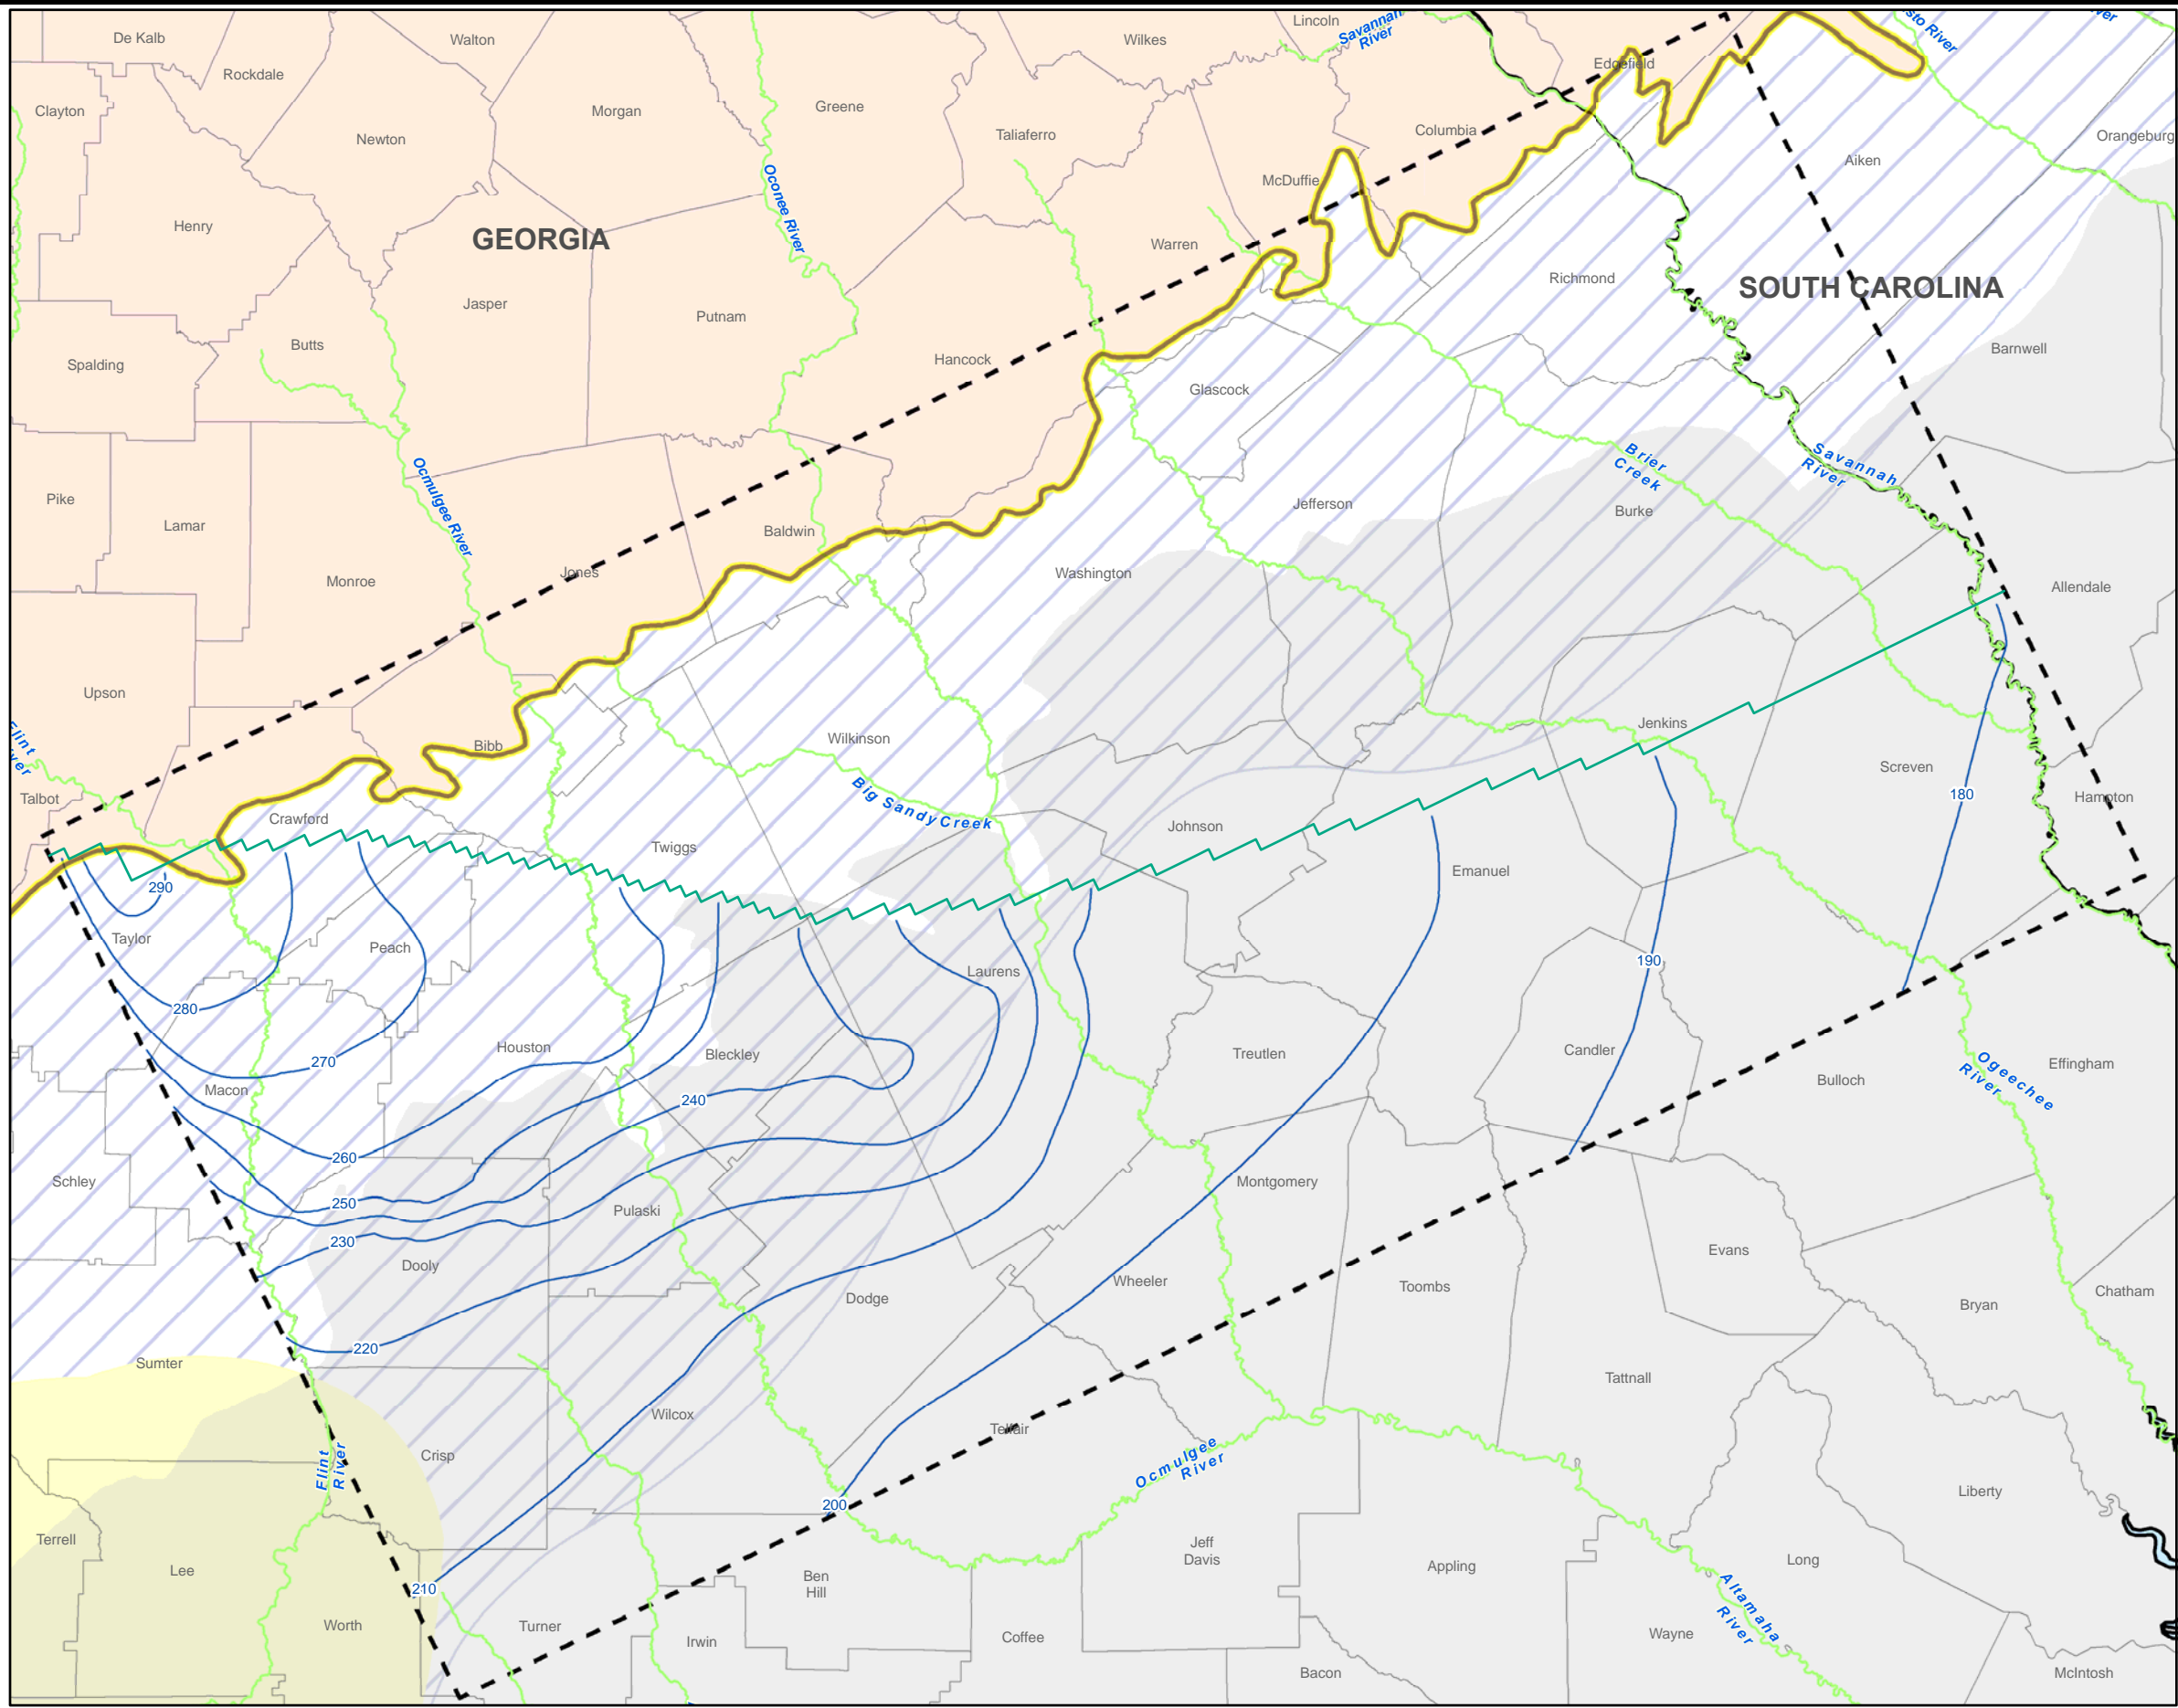 De Kalb
Walton
Wilkes
Lincoln
Savannah
River
sto River
ver
Rockdale
Clayton
Newton
Morgan
Greene
Taliaferro
Columbia
Edgefield
Aiken
Orangeburg
McDuffie
Henry
GEORGIA
Oconee River
Warren
Richmond
SOUTH CAROLINA
Jasper
Putnam
Hancock
Glascock
Barnwell
Butts
Spalding
Ocmulgee River
Pike
Lamar
Baldwin
Jefferson
Brier
Creek
Savannah
River
Burke
Monroe
Jones
Washington
Allendale
Upson
Flint
ver
Bibb
Wilkinson
Jenkins
Screven
Talbot
Crawford
Big Sandy Creek
Johnson
180
Hampton
Twiggs
Emanuel
290
Taylor
Peach
Laurens
190
280
Houston
Bleckley
Treutlen
Candler
Bulloch
Ogeechee
River
Effingham
270
Macon
240
260
Schley
250
Pulaski
Montgomery
230
Dooly
Wheeler
Evans
Dodge
Toombs
Bryan
Chatham
220
Sumter
Tattnall
Wilcox
Telfair
Crisp
Flint
River
Ocmulgee
River
200
Liberty
Terrell
Lee
210
Ben
Hill
Jeff
Davis
Appling
Long
Worth
Turner
Irwin
Coffee
Altamaha
River
Wayne
Bacon
McIntosh